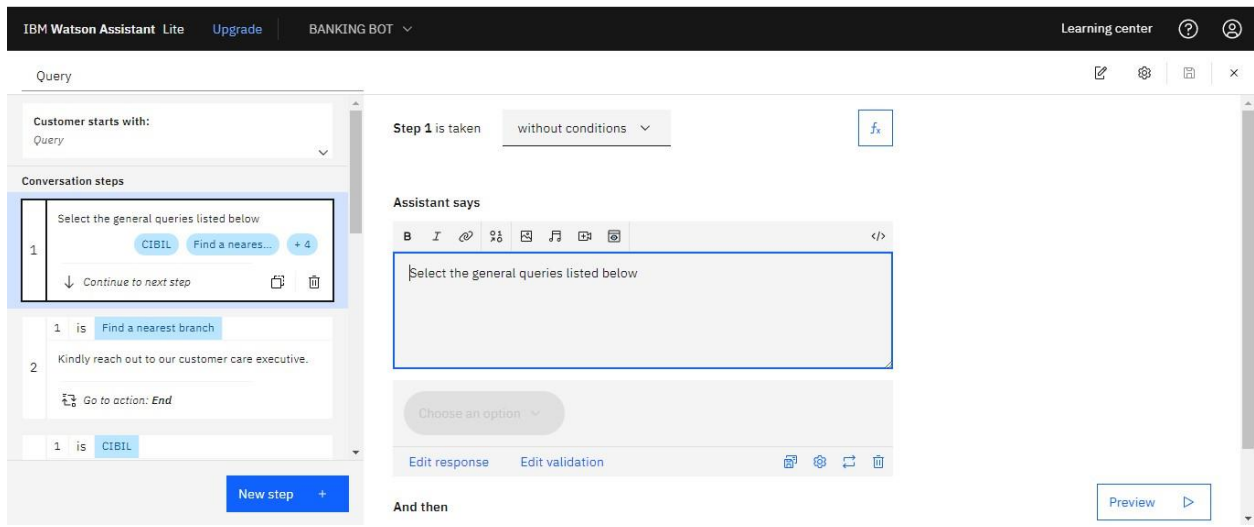 IBM Watson Assistant Lite Upgrade BANKING BOT Learning center
Query
Customer starts with:
Query
Conversation steps
1
Select the general queries listed below
CIBIL Find a neares... + 4
Continue to next step
1 is Find a nearest branch
2
Kindly reach out to our customer care executive.
Go to action: End
1 is CIBIL
New step +
Step 1 is taken without conditions
fx
Assistant says
B I </>
Select the general queries listed below
Choose an option
Edit response Edit validation
And then
Preview